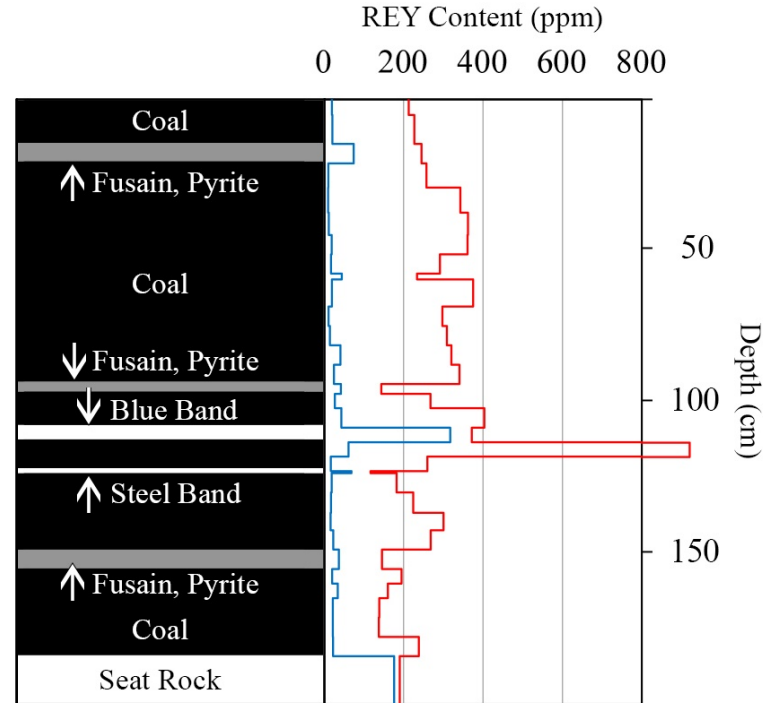 REY Content (ppm)
0 200 400 600 800
Coal
Fusain, Pyrite
50
Coal
Fusain, Pyrite
100
Blue Band
Depth (cm)
Steel Band
150
Fusain, Pyrite
Coal
Seat Rock